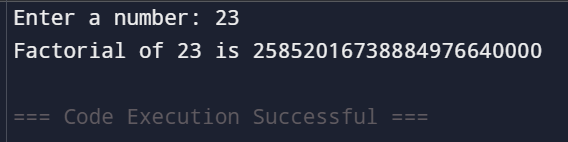 Enter a number: 23
Factorial of 23 is 25852016738884976640000
=== Code Execution Successful ===